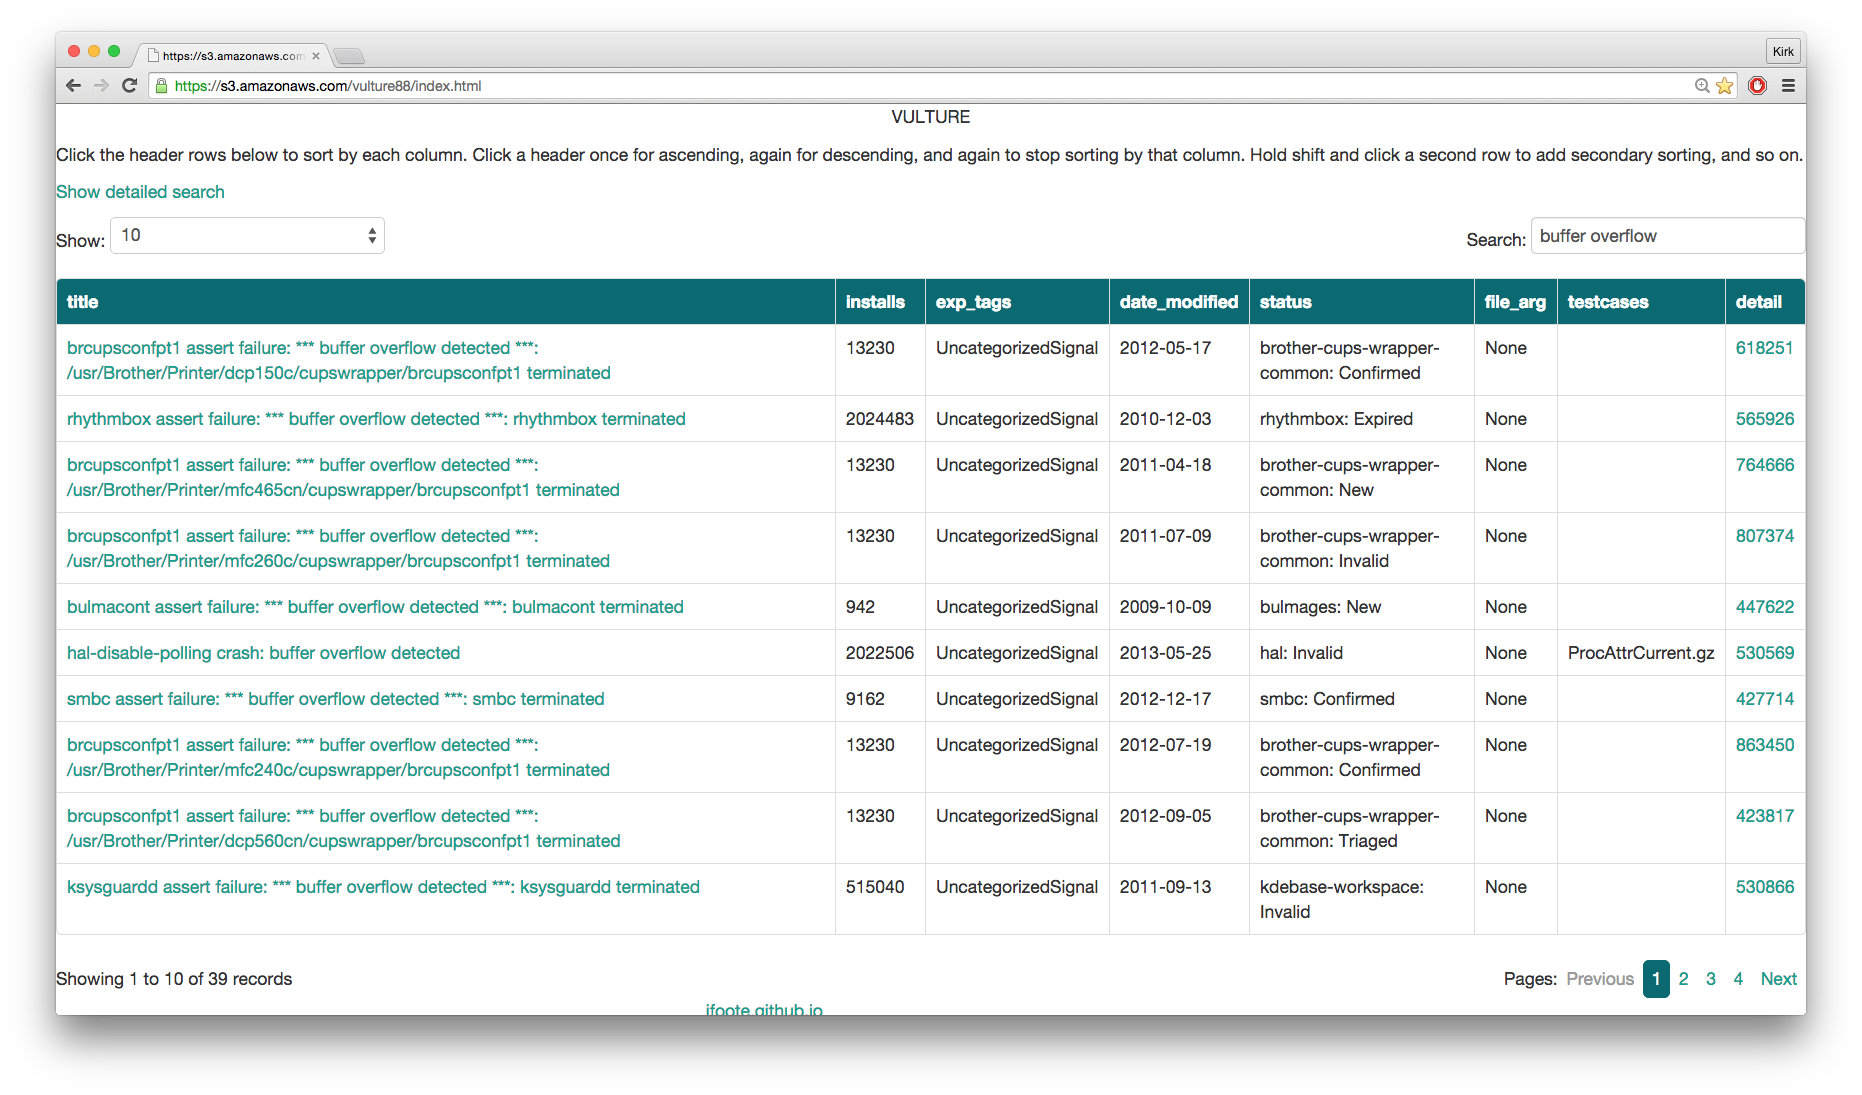 https://s3.amazonaws.com
Kirk
https://s3.amazonaws.com/vulture88/index.html
VULTURE
Click the header rows below to sort by each column. Click a header once for ascending, again for descending, and again to stop sorting by that column. Hold shift and click a second row to add secondary sorting, and so on.
Show detailed search
Show: 10 Search: buffer overflow
title installs exp_tags date_modified status file_arg testcases detail
brcupsconfpt1 assert failure: *** buffer overflow detected ***: 13230 UncategorizedSignal 2012-05-17 brother-cups-wrapper- None 618251
/usr/Brother/Printer/dcp150c/cupswrapper/brcupsconfpt1 terminated common: Confirmed
rhythmbox assert failure: *** buffer overflow detected ***: rhythmbox terminated 2024483 UncategorizedSignal 2010-12-03 rhythmbox: Expired None 565926
brcupsconfpt1 assert failure: *** buffer overflow detected ***: 13230 UncategorizedSignal 2011-04-18 brother-cups-wrapper- None 764666
/usr/Brother/Printer/mfc465cn/cupswrapper/brcupsconfpt1 terminated common: New
brcupsconfpt1 assert failure: *** buffer overflow detected ***: 13230 UncategorizedSignal 2011-07-09 brother-cups-wrapper- None 807374
/usr/Brother/Printer/mfc260c/cupswrapper/brcupsconfpt1 terminated common: Invalid
bulmacont assert failure: *** buffer overflow detected ***: bulmacont terminated 942 UncategorizedSignal 2009-10-09 bulmages: New None 447622
hal-disable-polling crash: buffer overflow detected 2022506 UncategorizedSignal 2013-05-25 hal: Invalid None ProcAttrCurrent.gz 530569
smbc assert failure: *** buffer overflow detected ***: smbc terminated 9162 UncategorizedSignal 2012-12-17 smbc: Confirmed None 427714
brcupsconfpt1 assert failure: *** buffer overflow detected ***: 13230 UncategorizedSignal 2012-07-19 brother-cups-wrapper- None 863450
/usr/Brother/Printer/mfc240c/cupswrapper/brcupsconfpt1 terminated common: Confirmed
brcupsconfpt1 assert failure: *** buffer overflow detected ***: 13230 UncategorizedSignal 2012-09-05 brother-cups-wrapper- None 423817
/usr/Brother/Printer/dcp560cn/cupswrapper/brcupsconfpt1 terminated common: Triaged
ksysguardd assert failure: *** buffer overflow detected ***: ksysguardd terminated 515040 UncategorizedSignal 2011-09-13 kdebase-workspace: None 530866
Invalid
Showing 1 to 10 of 39 records Pages: Previous 1 2 3 4 Next
jfoote.github.io